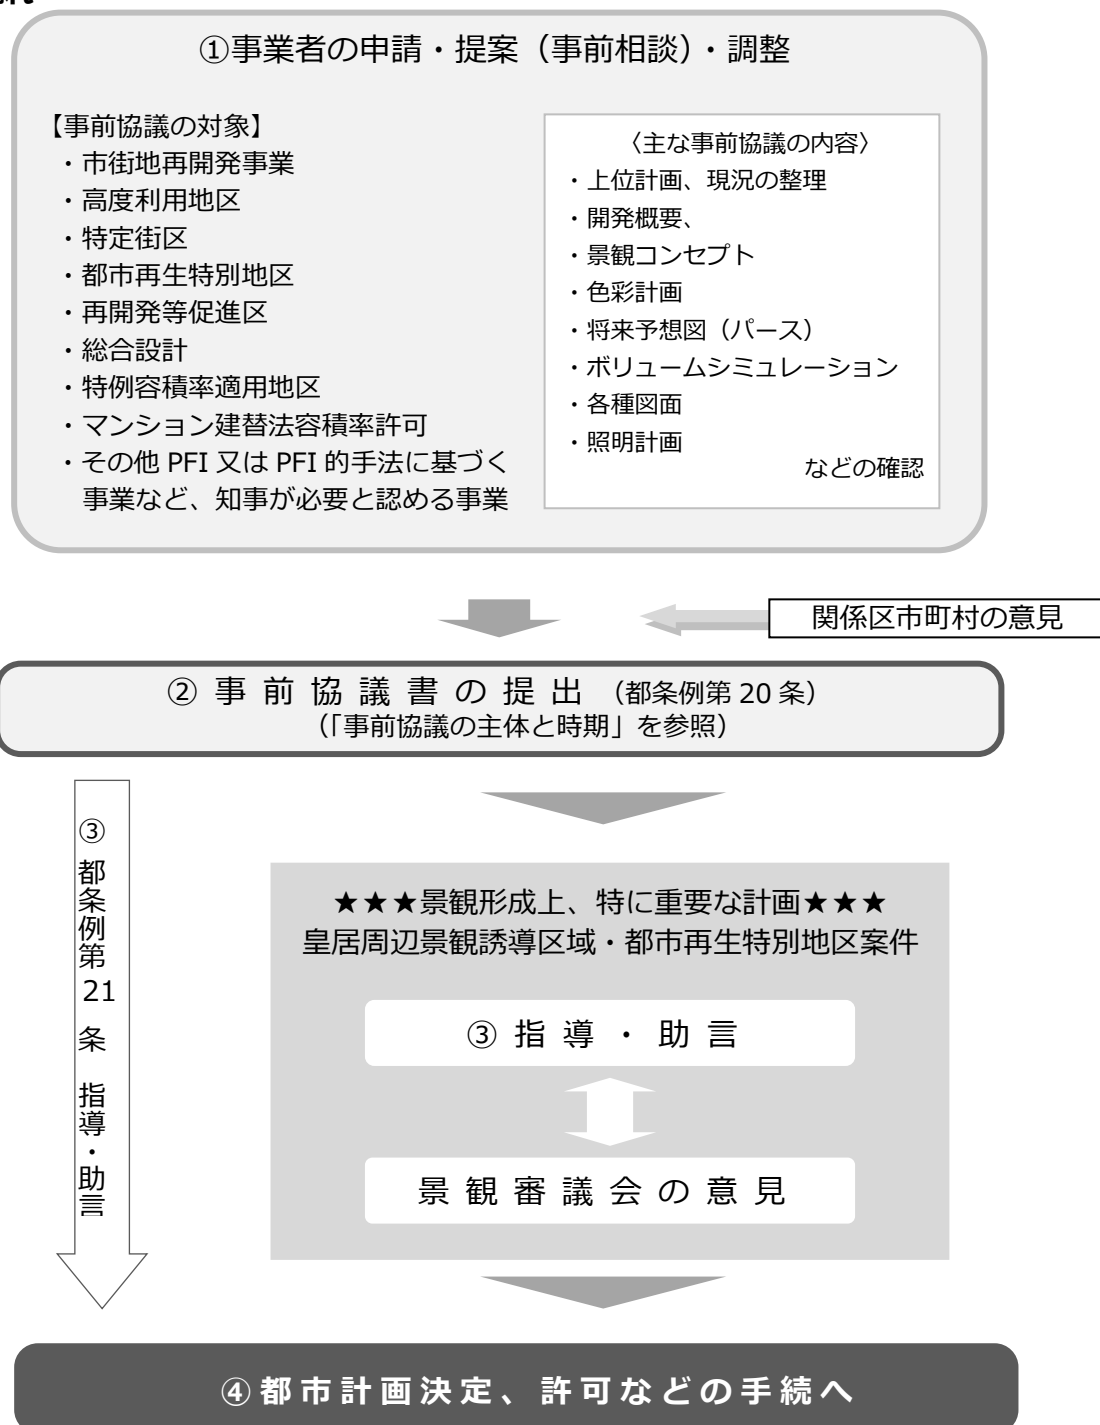 ①事業者の申請・提案（事前相談）・調整
【事前協議の対象】
・市街地再開発事業
・高度利用地区
・特定街区
・都市再生特別地区
・再開発等促進区
・総合設計
・特例容積率適用地区
・マンション建替法容積率許可
・その他 PFI 又は PFI 的手法に基づく
事業など、知事が必要と認める事業
〈主な事前協議の内容〉
・上位計画、現況の整理
・開発概要、
・景観コンセプト
・色彩計画
・将来予想図（パース）
・ボリュームシミュレーション
・各種図面
・照明計画
などの確認
関係区市町村の意見
②事前協議書の提出（都条例第 20 条）
（「事前協議の主体と時期」を参照）
③都条例第 21 条 指導・助言
★★★景観形成上、特に重要な計画★★★
皇居周辺景観誘導区域・都市再生特別地区案件
③指導・助言
景観審議会の意見
④都市計画決定、許可などの手続へ